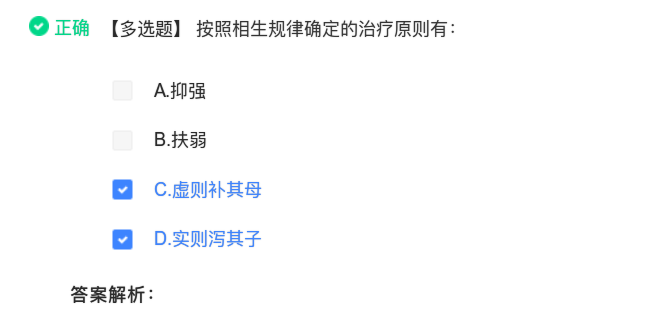 正确 【多选题】 按照相生规律确定的治疗原则有：
A.抑强
B.扶弱
C.虚则补其母
D.实则泻其子
答案解析：